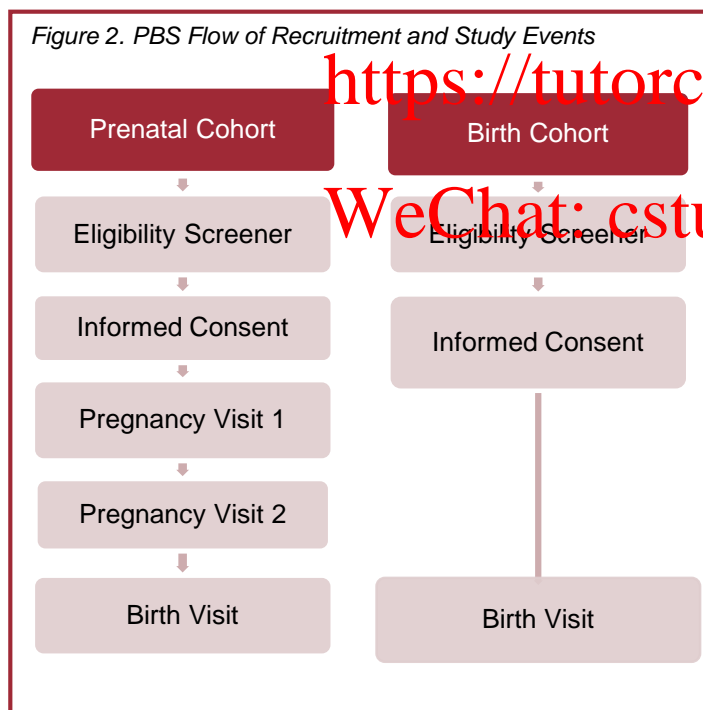 Figure 2. PBS Flow of Recruitment and Study Events
https://tutorc
Prenatal Cohort
Birth Cohort
WeChat: cstu
Eligibility Screener
Eligibility Screener
Informed Consent
Informed Consent
Pregnancy Visit 1
Pregnancy Visit 2
Birth Visit
Birth Visit